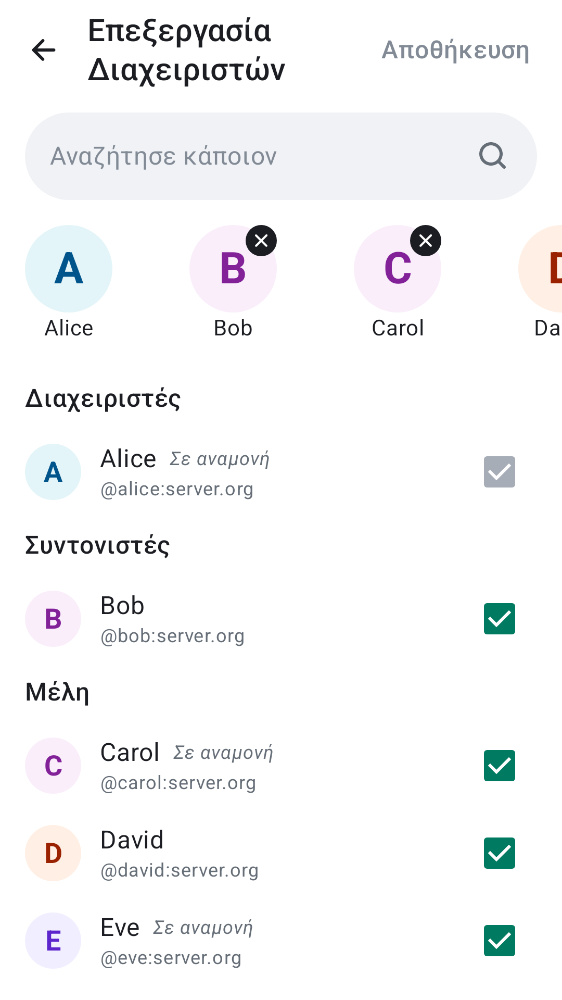 Επεξεργασία
Διαχειριστών
Αποθήκευση
Αναζήτησε κάποιον
A
B
C
Alice
Bob
Carol
Διαχειριστές
A
Alice Σε αναμονή
@alice:server.org
Συντονιστές
B
Bob
@bob:server.org
Μέλη
C
Carol Σε αναμονή
@carol:server.org
D
David
@david:server.org
E
Eve Σε αναμονή
@eve:server.org